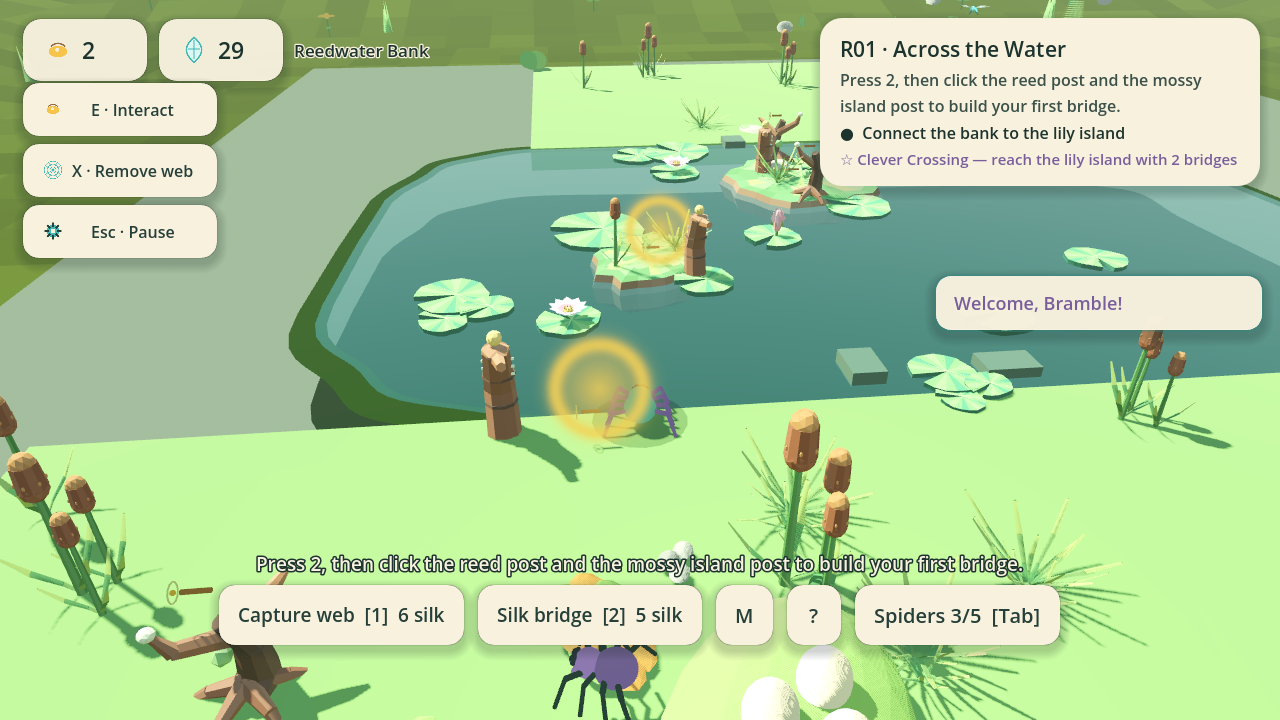 2
29
Reedwater Bank
E · Interact
X · Remove web
Esc · Pause
R01 · Across the Water
Press 2, then click the reed post and the mossy
island post to build your first bridge.
● Connect the bank to the lily island
☆ Clever Crossing — reach the lily island with 2 bridges
Welcome, Bramble!
Press 2, then click the reed post and the mossy island post to build your first bridge.
Capture web [1] 6 silk
Silk bridge [2] 5 silk
M
?
Spiders 3/5 [Tab]